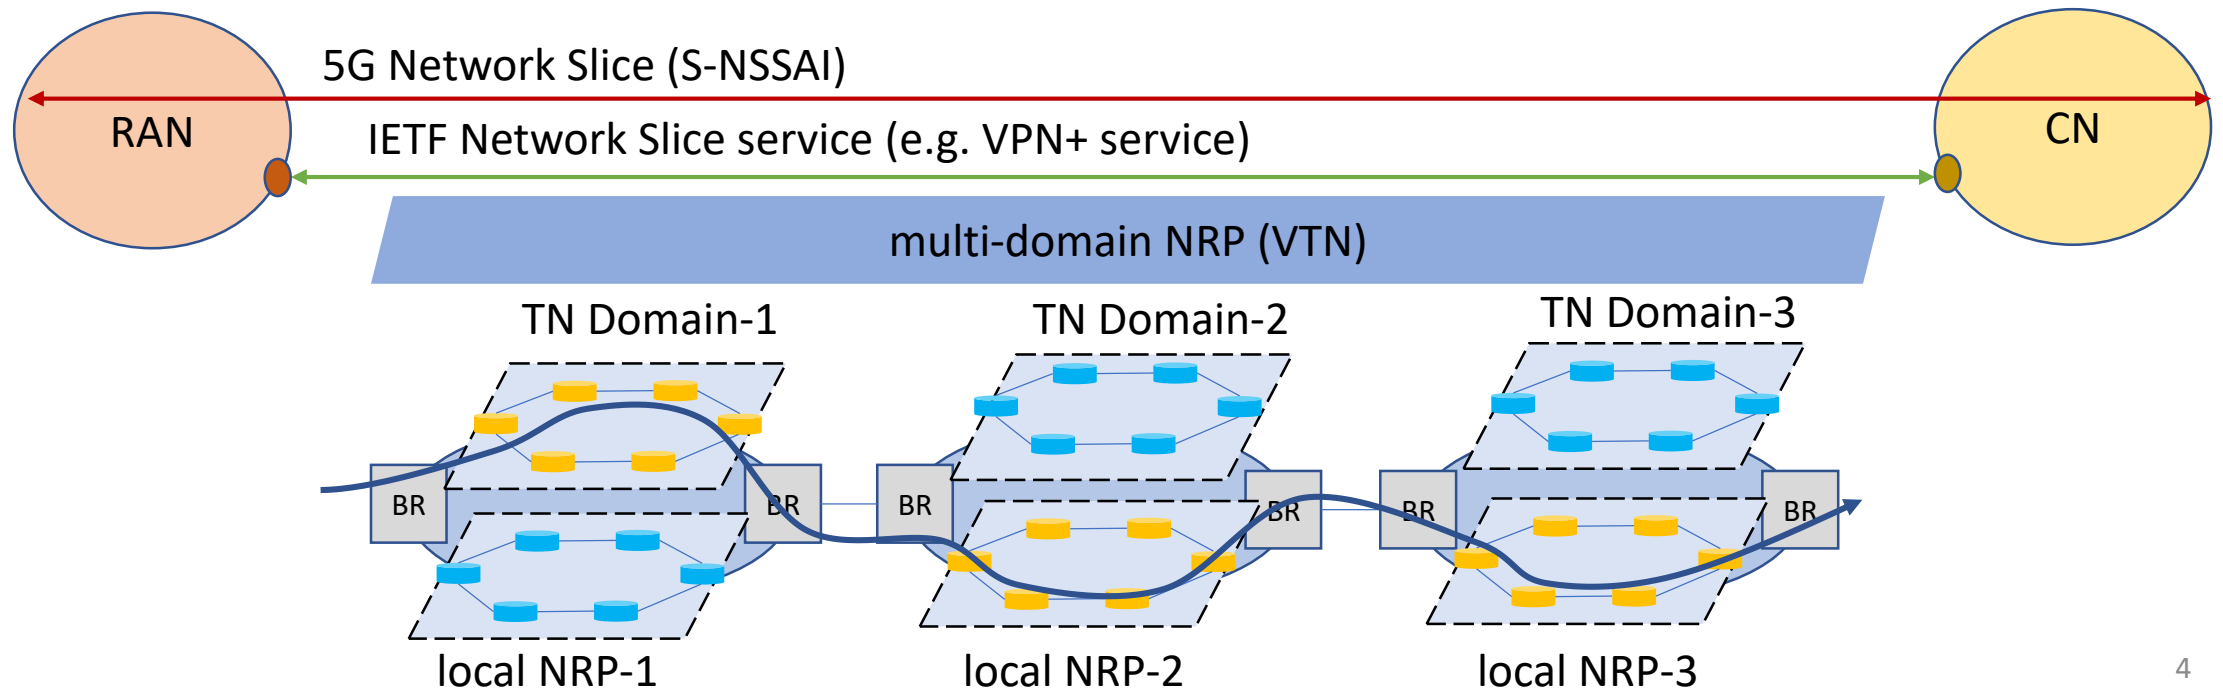 5G Network Slice (S-NSSAI)
RAN
CN
IETF Network Slice service (e.g. VPN+ service)
multi-domain NRP (VTN)
TN Domain-1
TN Domain-2
TN Domain-3
BR
BR
BR
BR
BR
BR
local NRP-1
local NRP-2
local NRP-3
4